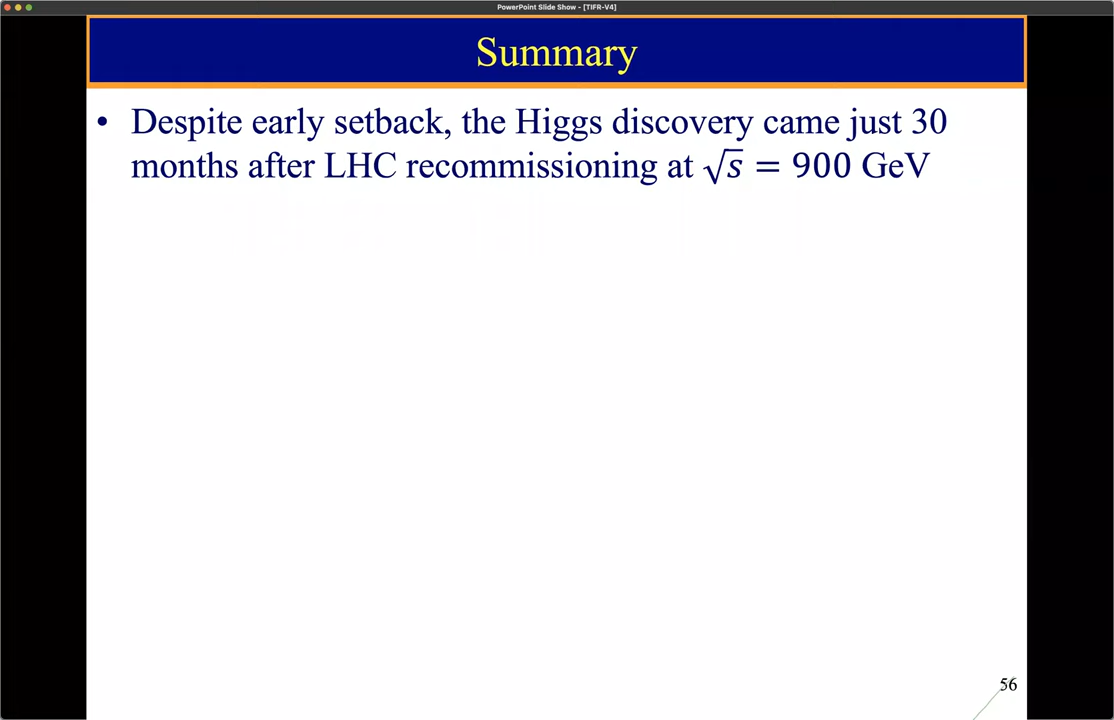 PowerPoint Slide Show - [TIFR-V4]
Summary
• Despite early setback, the Higgs discovery came just 30
months after LHC recommissioning at √s = 900 GeV
56